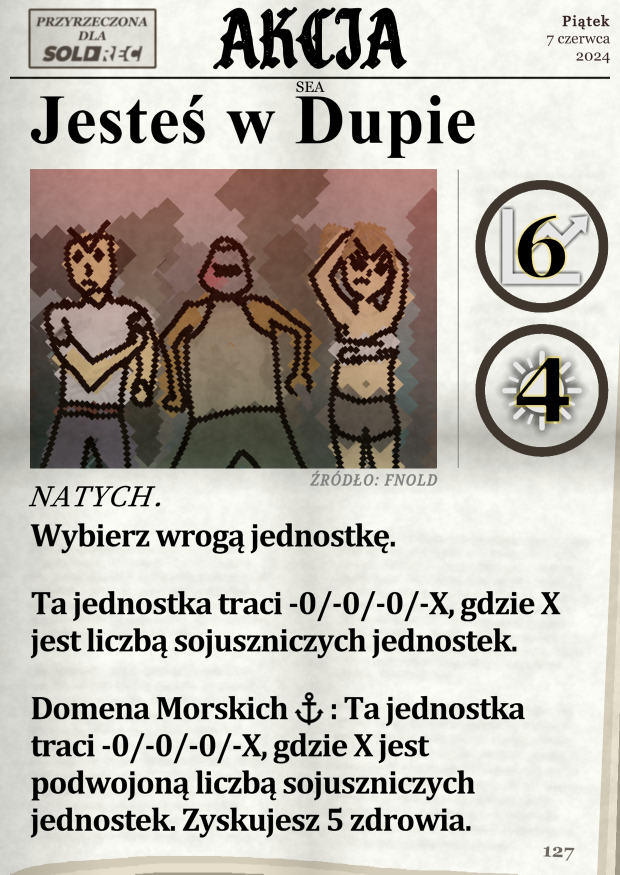 PRZYRZECZONA
DLA
SOLDREC
AKCJA
Piątek
7 czerwca
2024
SEA
Jesteś w Dupie
6
4
ŹRÓDŁO: FNOLD
NATYCH.
Wybierz wrogą jednostkę.
Ta jednostka traci -0/-0/-0/-X, gdzie X
jest liczbą sojuszniczych jednostek.
Domena Morskich ⚓ : Ta jednostka
traci -0/-0/-0/-X, gdzie X jest
podwojoną liczbą sojuszniczych
jednostek. Zyskujesz 5 zdrowia.
127